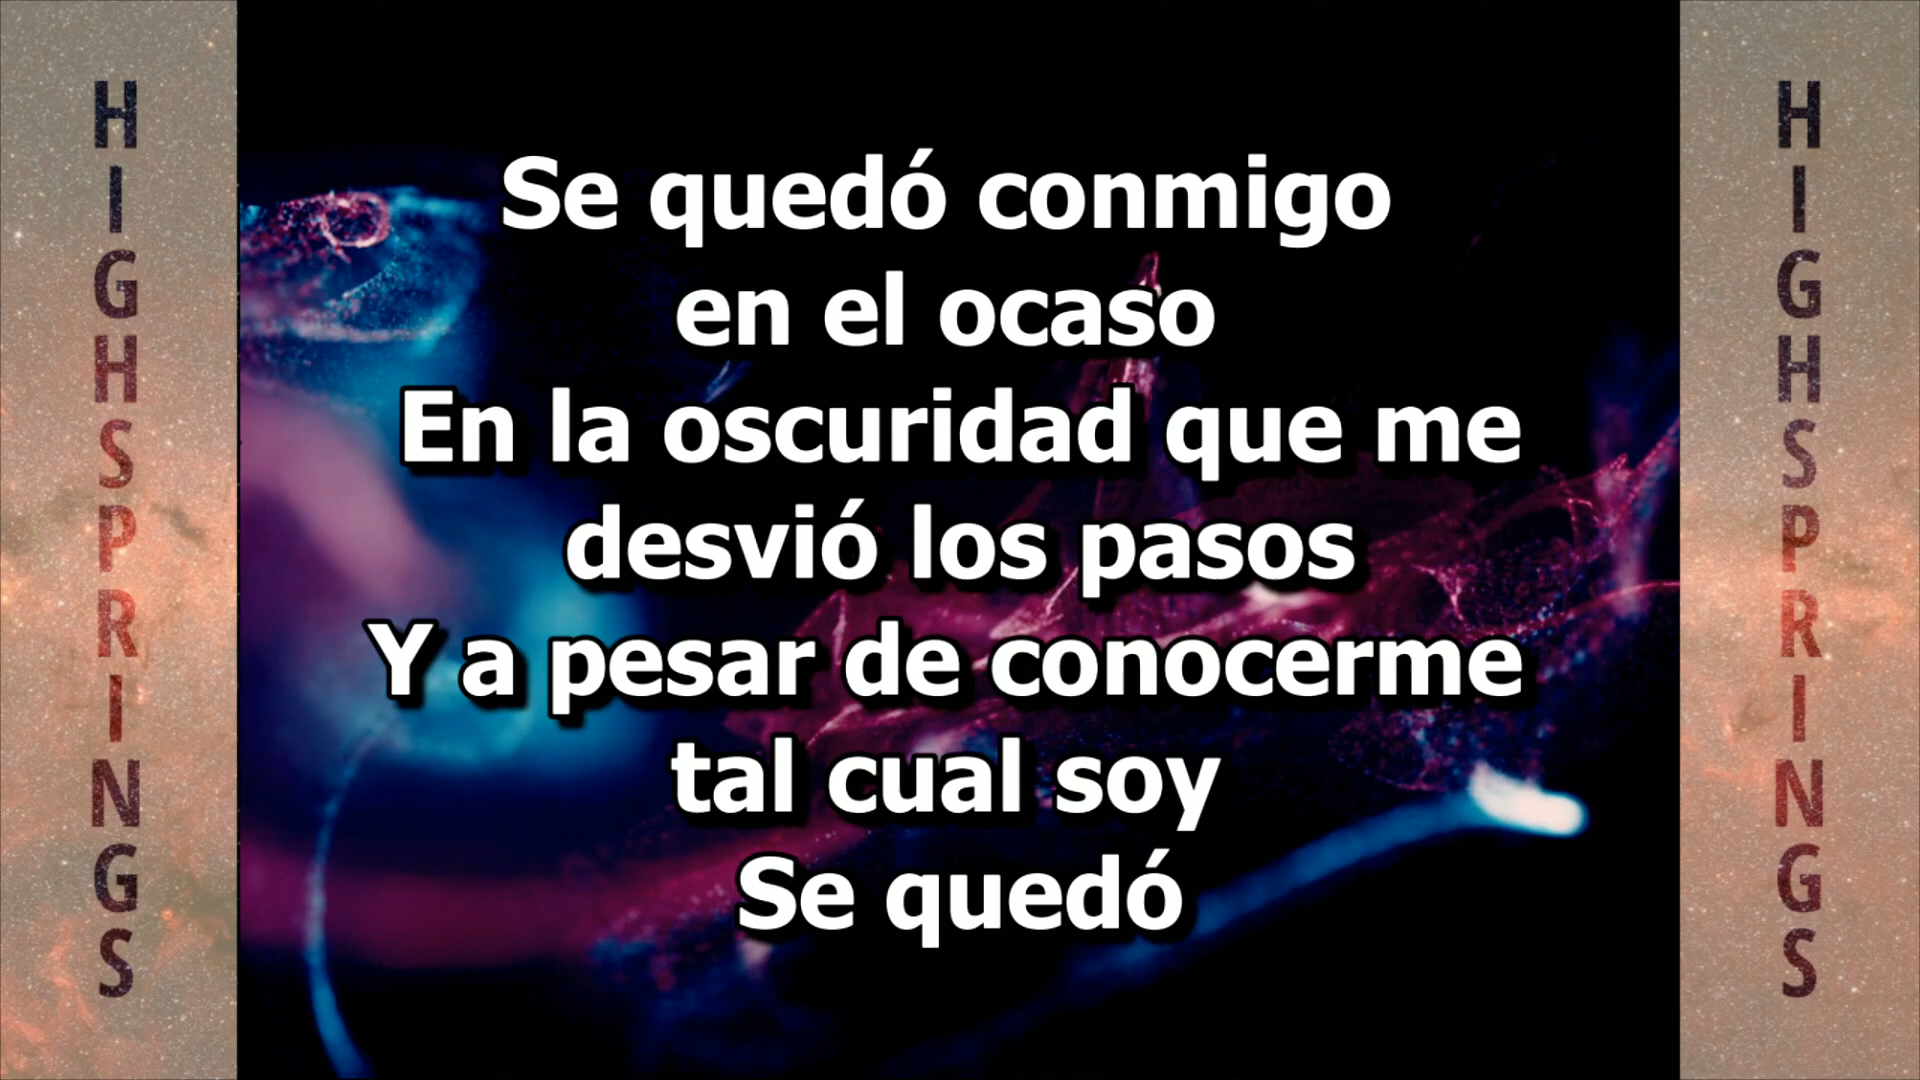 HIGHSPRINGS
Se quedó conmigo
en el ocaso
En la oscuridad que me
desvió los pasos
Y a pesar de conocerme
tal cual soy
Se quedó
HIGHSPRINGS